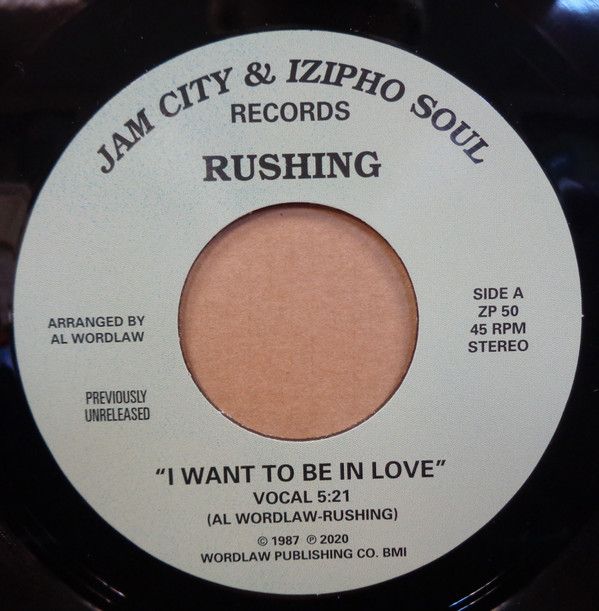 JAM CITY & IZIPHO SOUL
RECORDS
RUSHING
SIDE A
ZP 50
45 RPM
STEREO
ARRANGED BY
AL WORDLAW
PREVIOUSLY
UNRELEASED
"I WANT TO BE IN LOVE"
VOCAL 5:21
(AL WORDLAW-RUSHING)
© 1987 ℗ 2020
WORDLAW PUBLISHING CO. BMI